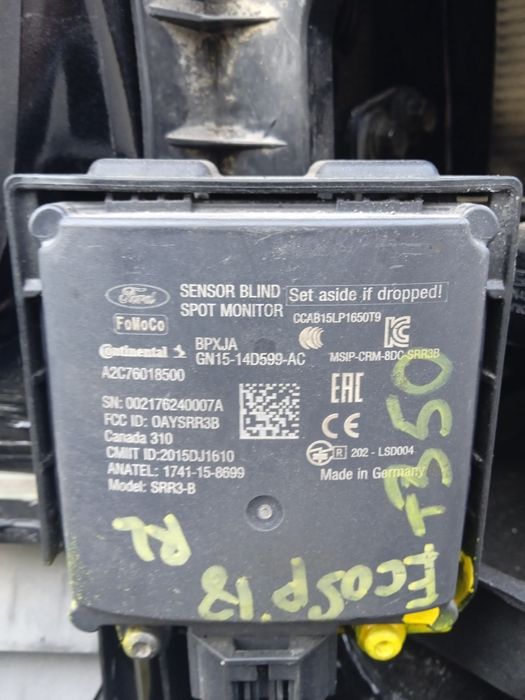 Ford
SENSOR BLIND
SPOT MONITOR
Set aside if dropped!
FoMoCo
CCAB15LP1650T9
Continental
BPXJA
GN15-14D599-AC
MSIP-CRM-8DC-SRR3B
A2C76018500
SN: 002176240007A
FCC ID: OAYSRR3B
Canada 310
CMIIT ID:2015DJ1610
ANATEL: 1741-15-8699
Model: SRR3-B
EAC
CE
R 202 - LSD004
Made in Germany
RL
Ecosp.18
T350